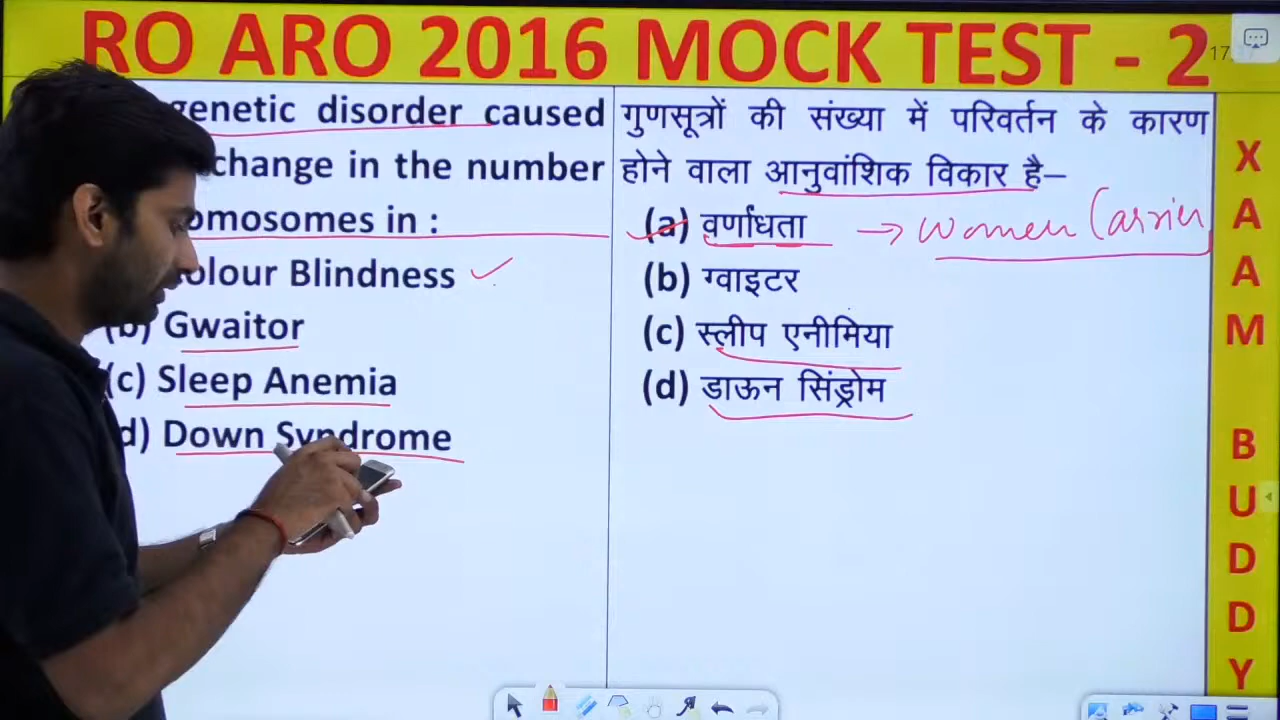 RO ARO 2016 MOCK TEST - 2
genetic disorder caused
change in the number
omosomes in :
olour Blindness
(b) Gwaitor
(c) Sleep Anemia
d) Down Syndrome
गुणसूत्रों की संख्या में परिवर्तन के कारण
होने वाला आनुवांशिक विकार है–
(a) वर्णांधता → women Carrier
(b) ग्वाइटर
(c) स्लीप एनीमिया
(d) डाऊन सिंड्रोम
X
A
A
M
B
U
D
D
Y